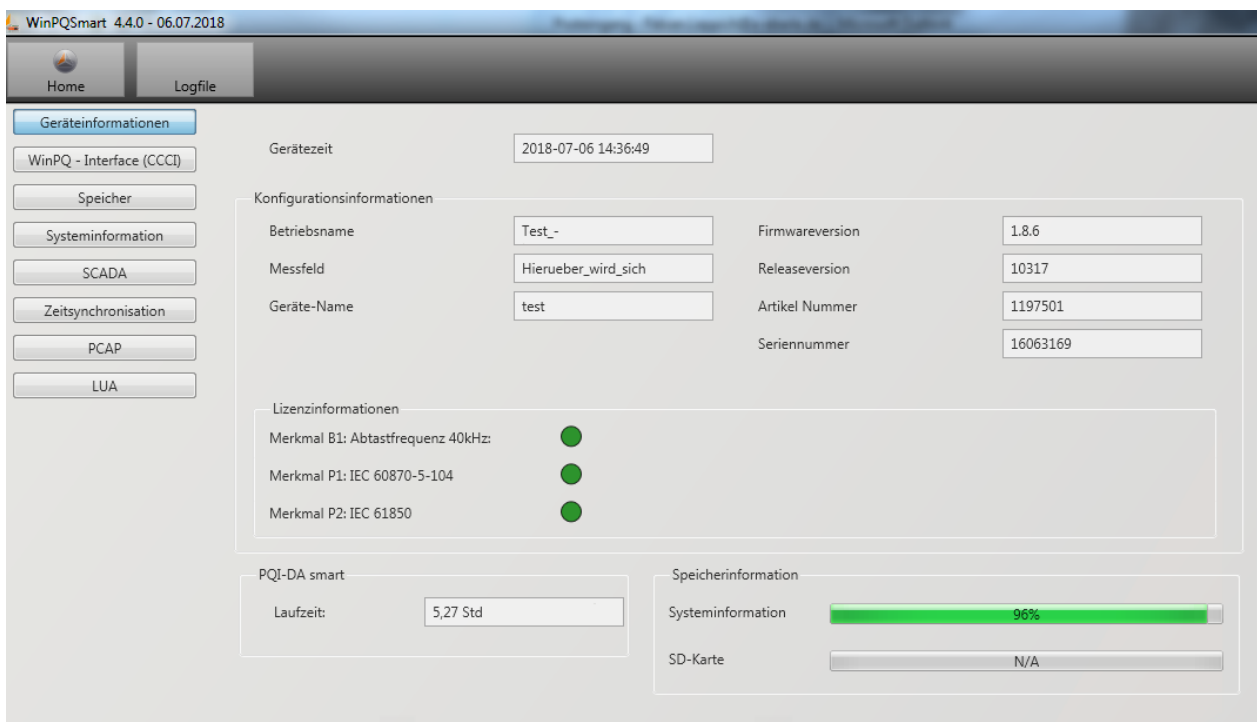 WinPQSmart 4.4.0 - 06.07.2018
Home
Logfile
Geräteinformationen
WinPQ - Interface (CCCI)
Speicher
Systeminformation
SCADA
Zeitsynchronisation
PCAP
LUA
Gerätezeit 2018-07-06 14:36:49
Konfigurationsinformationen
Betriebsname Test_-
Messfeld Hierueber_wird_sich
Geräte-Name test
Firmwareversion 1.8.6
Releaseversion 10317
Artikel Nummer 1197501
Seriennummer 16063169
Lizenzinformationen
Merkmal B1: Abtastfrequenz 40kHz:
Merkmal P1: IEC 60870-5-104
Merkmal P2: IEC 61850
PQI-DA smart
Laufzeit: 5,27 Std
Speicherinformation
Systeminformation 96%
SD-Karte N/A